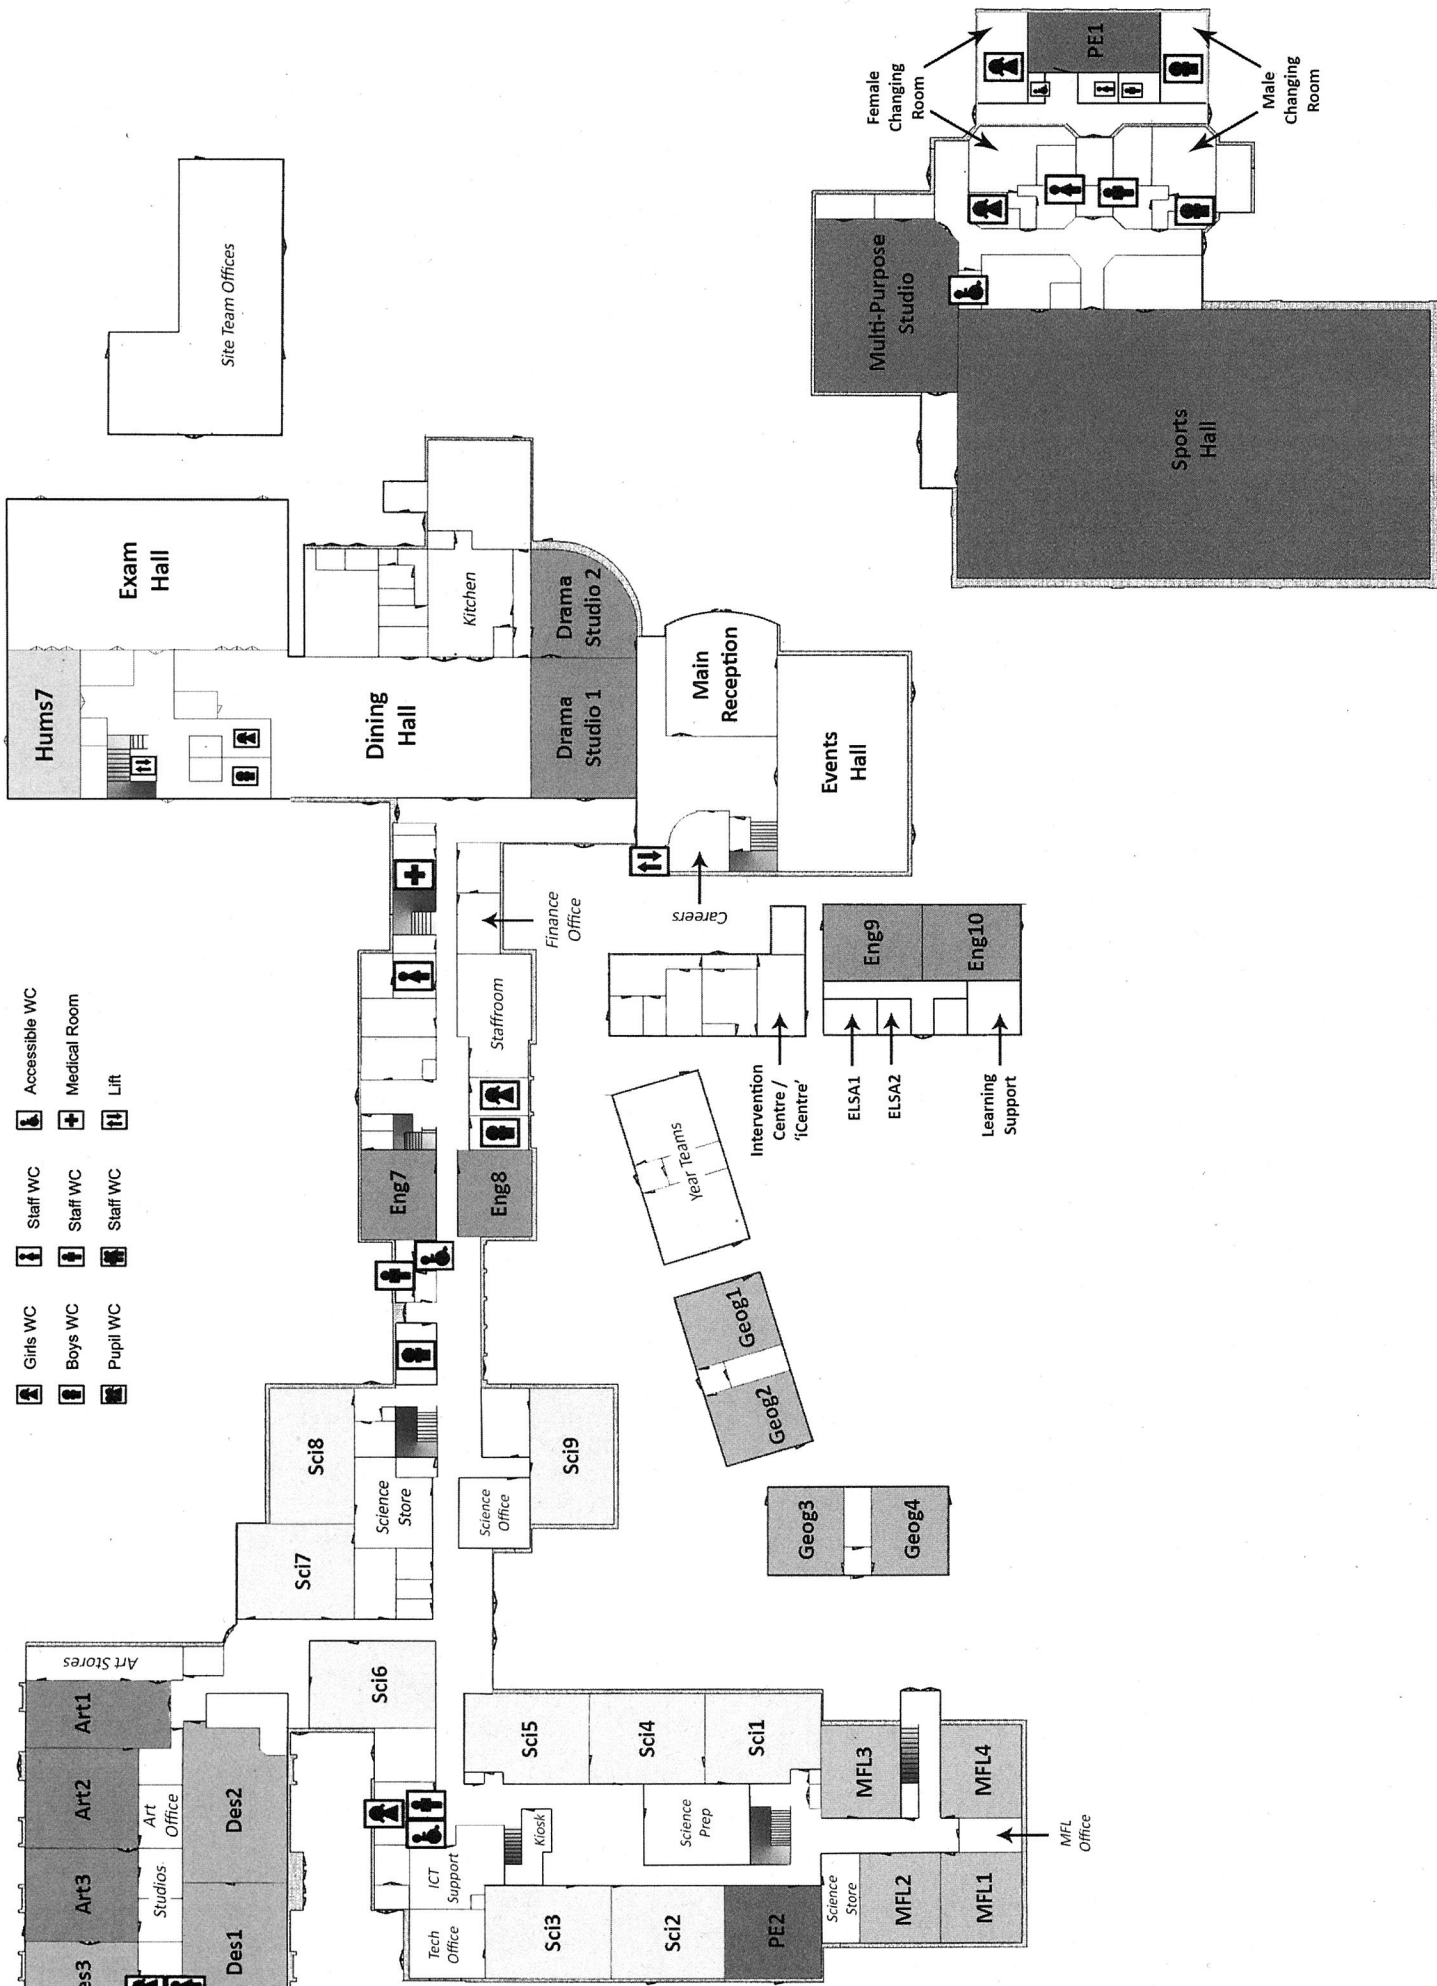 es3
Art3
Art2
Art1
Art Stores
Studios
Art
Office
Des1
Des2
Girls WC
Staff WC
Accessible WC
Boys WC
Staff WC
Medical Room
Pupil WC
Staff WC
Lift
Hums7
Exam
Hall
Site Team Offices
Sci7
Sci8
Sci6
Science
Store
Eng7
Dining
Hall
Tech
Office
ICT
Support
Kiosk
Science
Office
Eng8
Staffroom
Kitchen
Sci3
Sci5
Sci9
Finance
Office
Drama
Studio 1
Drama
Studio 2
Sci2
Science
Prep
Sci4
Year Teams
Careers
Main
Reception
PE2
Sci1
Geog2
Geog1
Intervention
Centre /
'iCentre'
Events
Hall
Science
Store
MFL2
MFL3
Geog3
Geog4
ELSA1
ELSA2
Eng9
Multi-Purpose
Studio
Female
Changing
Room
MFL1
MFL4
Learning
Support
Eng10
MFL
Office
Sports
Hall
PE1
Male
Changing
Room